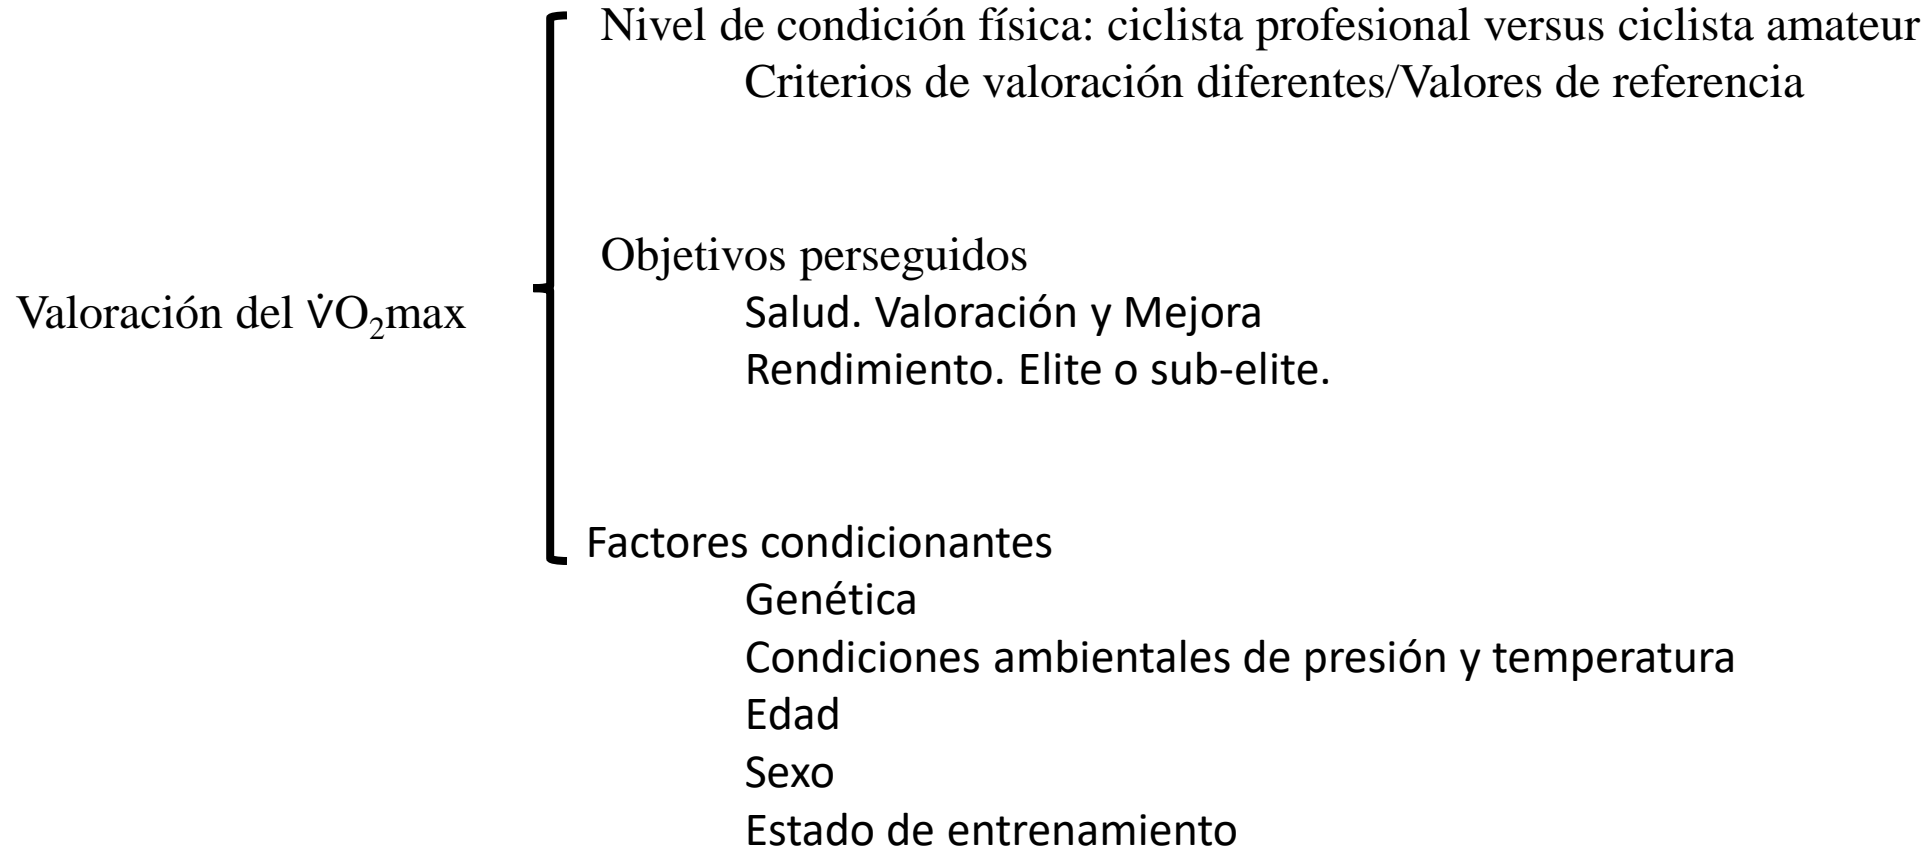 Nivel de condición física: ciclista profesional versus ciclista amateur
Criterios de valoración diferentes/Valores de referencia
Objetivos perseguidos
Valoración del V̇O₂max
Salud. Valoración y Mejora
Rendimiento. Elite o sub-elite.
Factores condicionantes
Genética
Condiciones ambientales de presión y temperatura
Edad
Sexo
Estado de entrenamiento